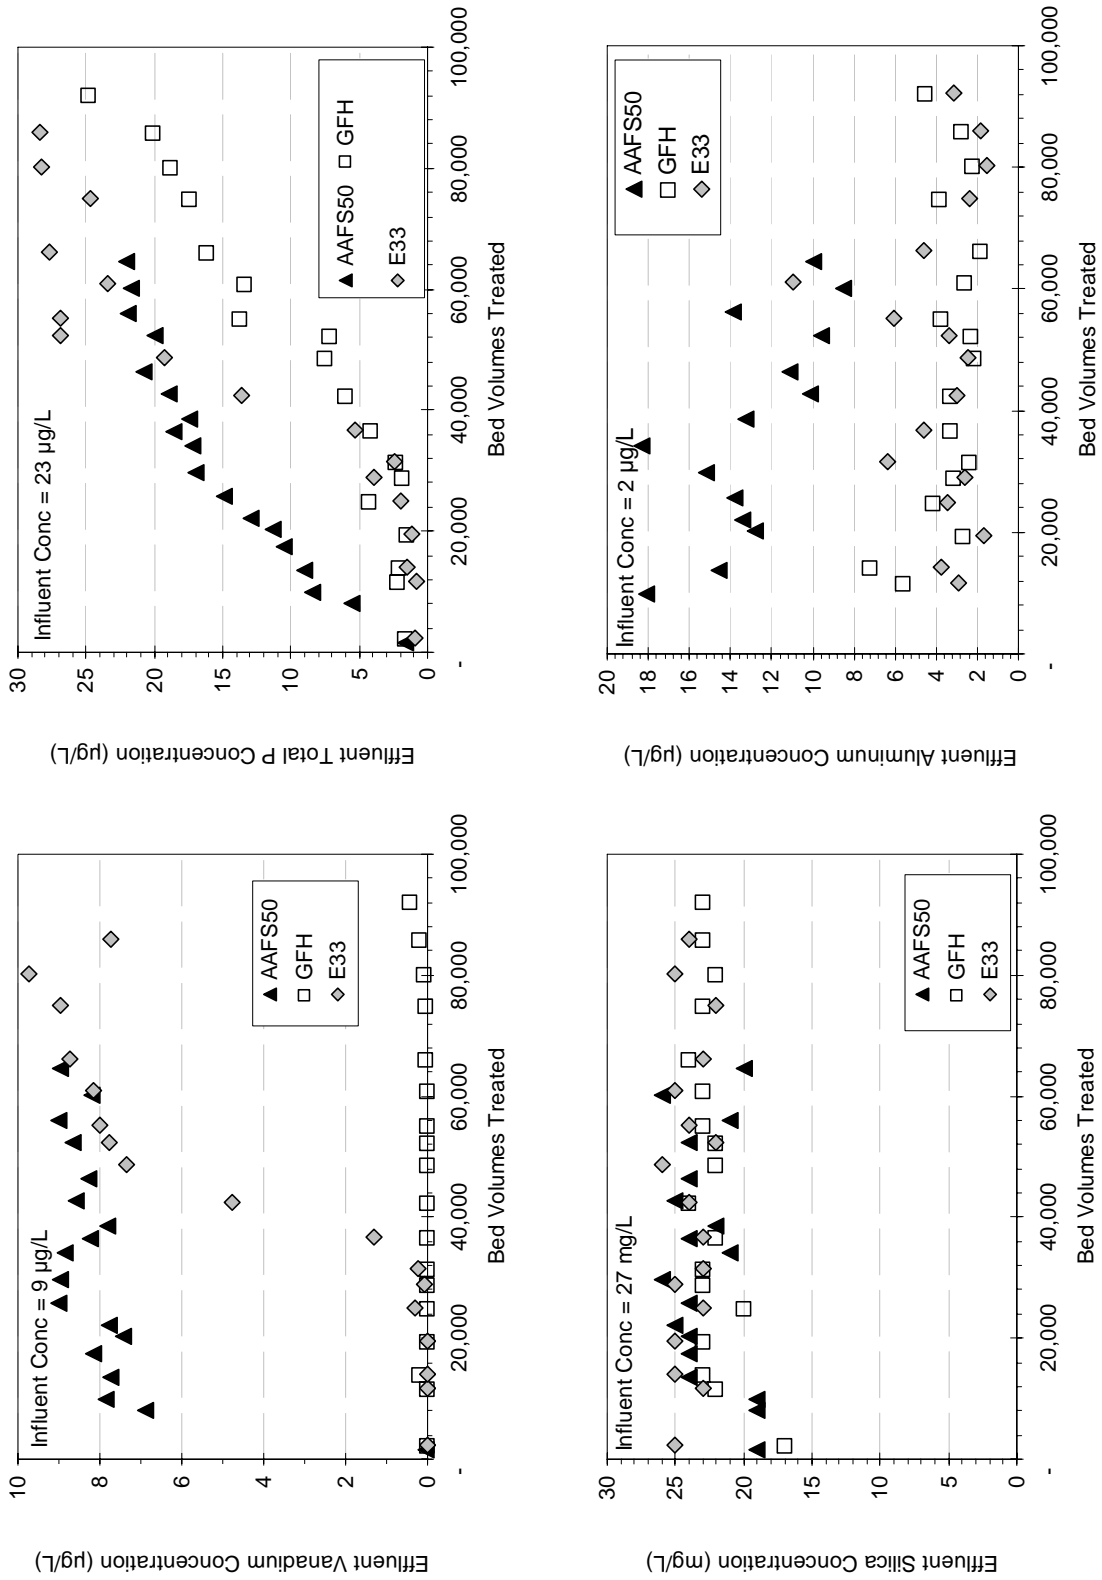 Influent Conc = 9 µg/L
10
8
6
4
2
0
-
20,000
40,000
60,000
80,000
100,000
Bed Volumes Treated
Effluent Vanadium Concentration (µg/L)
AAFS50
GFH
E33
Influent Conc = 23 µg/L
30
25
20
15
10
5
0
-
20,000
40,000
60,000
80,000
100,000
Bed Volumes Treated
Effluent Total P Concentration (µg/L)
AAFS50 GFH
E33
Influent Conc = 27 mg/L
30
25
20
15
10
5
0
-
20,000
40,000
60,000
80,000
100,000
Bed Volumes Treated
Effluent Silica Concentration (mg/L)
AAFS50
GFH
E33
Influent Conc = 2 µg/L
20
18
16
14
12
10
8
6
4
2
0
-
20,000
40,000
60,000
80,000
100,000
Bed Volumes Treated
Effluent Aluminum Concentration (µg/L)
AAFS50
GFH
E33